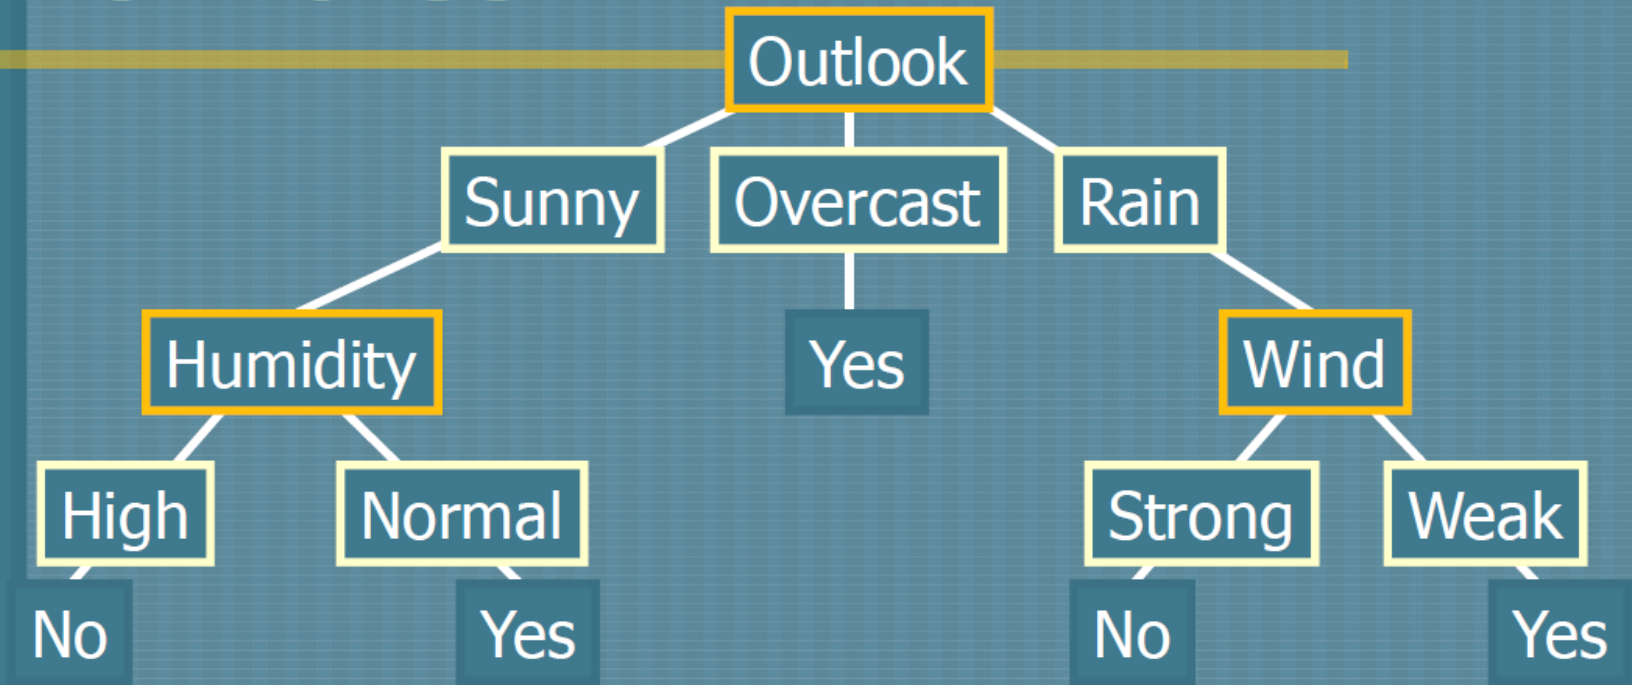 Outlook
Sunny Overcast Rain
Humidity Yes Wind
High Normal Strong Weak
No Yes No Yes